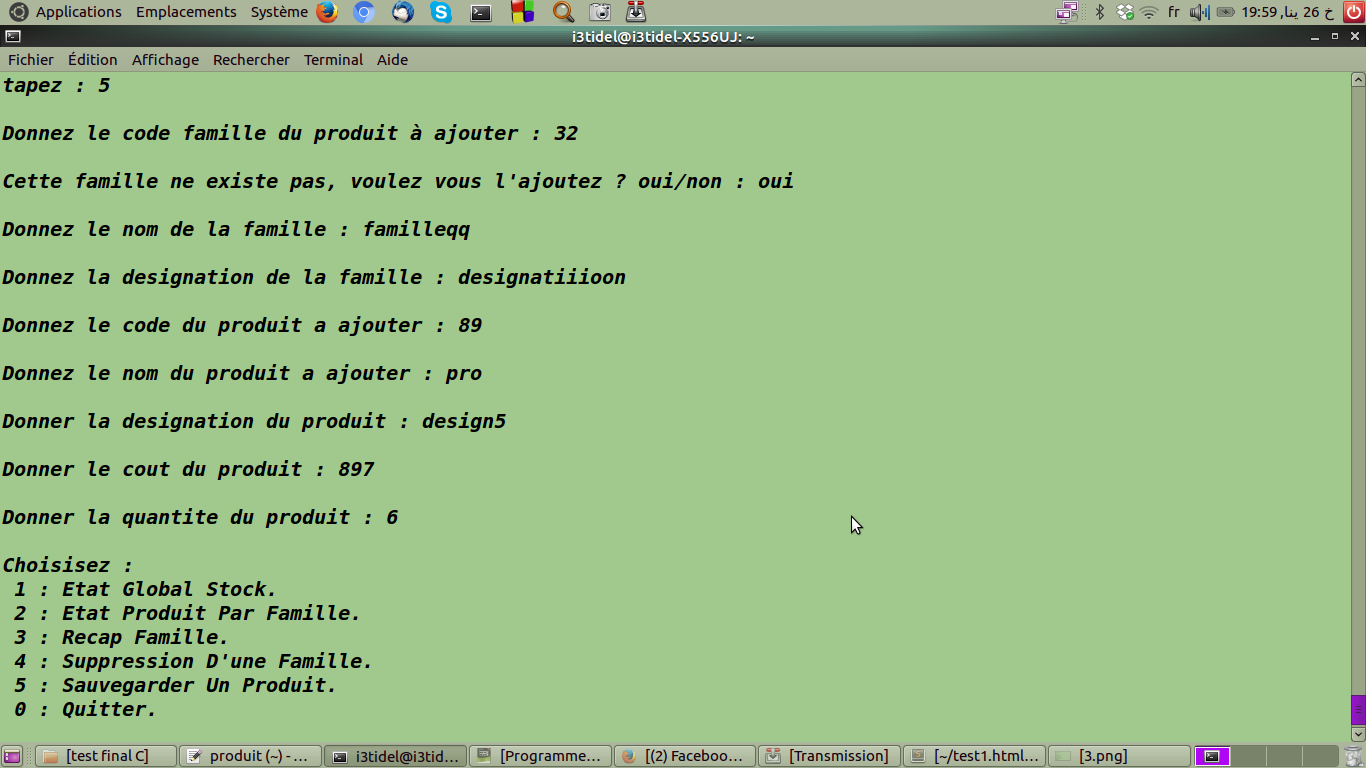 Applications Emplacements Système fr 19:59 ,خ 26 ينا
i3tidel@i3tidel-X556UJ: ~
Fichier Édition Affichage Rechercher Terminal Aide
tapez : 5
Donnez le code famille du produit à ajouter : 32
Cette famille ne existe pas, voulez vous l'ajoutez ? oui/non : oui
Donnez le nom de la famille : familleqq
Donnez la designation de la famille : designatiiioon
Donnez le code du produit a ajouter : 89
Donnez le nom du produit a ajouter : pro
Donner la designation du produit : design5
Donner le cout du produit : 897
Donner la quantite du produit : 6
Choisisez :
1 : Etat Global Stock.
2 : Etat Produit Par Famille.
3 : Recap Famille.
4 : Suppression D'une Famille.
5 : Sauvegarder Un Produit.
0 : Quitter.
[test final C] produit (~) -... i3tidel@i3tid... [Programme... [(2) Faceboo... [Transmission] [~/test1.html... [3.png]